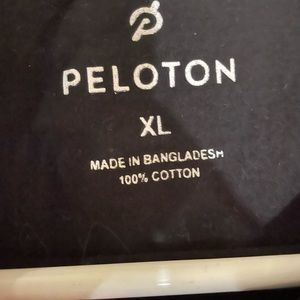 PELOTON
XL
MADE IN BANGLADESH
100% COTTON